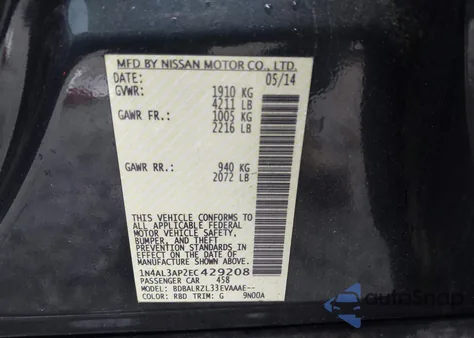 MFD BY NISSAN MOTOR CO., LTD.
DATE: 05/14
GVWR: 1910 KG
4211 LB
GAWR FR.: 1005 KG
2216 LB
GAWR RR.: 940 KG
2072 LB
THIS VEHICLE CONFORMS TO
ALL APPLICABLE FEDERAL
MOTOR VEHICLE SAFETY,
BUMPER, AND THEFT
PREVENTION STANDARDS IN
EFFECT ON THE DATE OF
MANUFACTURE SHOWN ABOVE.
1N4AL3AP2EC429208
PASSENGER CAR 458
MODEL: BDBALRZL33EVAAAE--
COLOR: RBD TRIM: G 9N00A
AutoSnap